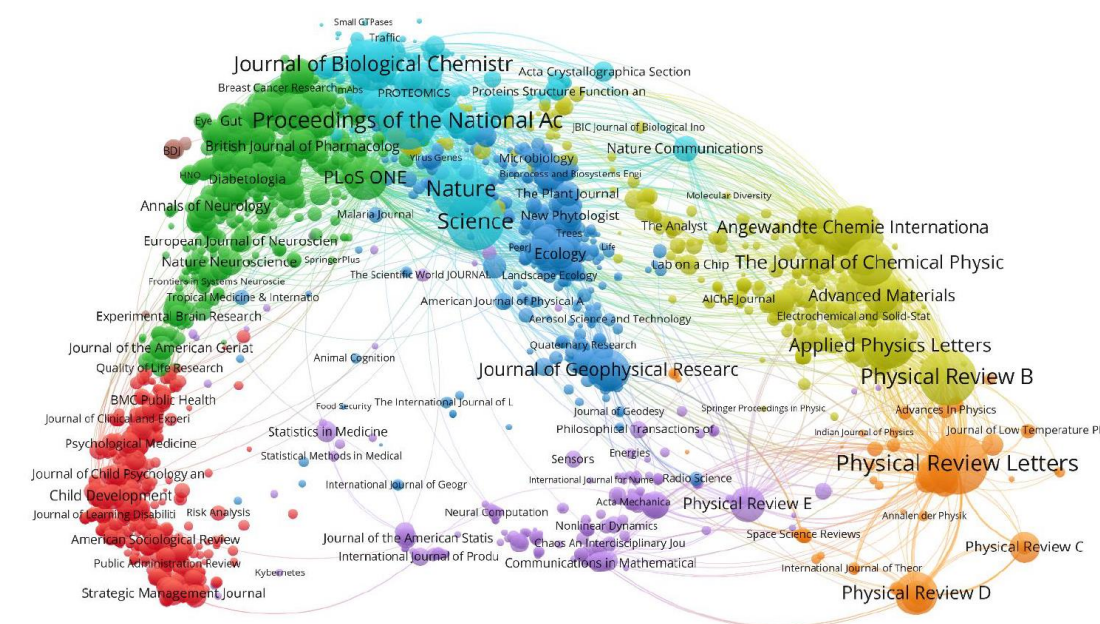 Small GTPases
Traffic
Journal of Biological Chemistr
Acta Crystallographica Section
Breast Cancer Research
mAbs
PROTEOMICS
Proteins Structure Function an
Eye
Gut
Proceedings of the National Ac
JBIC Journal of Biological Ino
BDJ
British Journal of Pharmacolog
Virus Genes
Microbiology
Nature Communications
HNO
Diabetologia
PLoS ONE
Bioprocess and Biosystems Engi
Nature
The Plant Journal
Molecular Diversity
Annals of Neurology
Malaria Journal
Science
New Phytologist
The Analyst
Angewandte Chemie Internationa
Trees
European Journal of Neuroscien
PeerJ
Ecology
Life
Nature Neuroscience
SpringerPlus
Lab on a Chip
The Journal of Chemical Physic
The Scientific World JOURNAL
Landscape Ecology
Frontiers in Systems Neuroscie
Tropical Medicine & Internatio
American Journal of Physical A
AIChE Journal
Advanced Materials
Experimental Brain Research
Aerosol Science and Technology
Electrochemical and Solid-Stat
Journal of the American Geriat
Quaternary Research
Applied Physics Letters
Animal Cognition
Quality of Life Research
Journal of Geophysical Researc
Physical Review B
BMC Public Health
Food Security
The International Journal of L
Journal of Geodesy
Springer Proceedings in Physic
Advances In Physics
Journal of Clinical and Experi
Statistics in Medicine
Philosophical Transactions of
Indian Journal of Physics
Journal of Low Temperature P
Psychological Medicine
Statistical Methods in Medical
Sensors
Energies
Physical Review Letters
Journal of Child Psychology an
International Journal of Geogr
International Journal for Nume
Radio Science
Child Development
Acta Mechanica
Physical Review E
Journal of Learning Disabiliti
Risk Analysis
Neural Computation
Annalen der Physik
Nonlinear Dynamics
American Sociological Review
Journal of the American Statis
Chaos An Interdisciplinary Jou
Space Science Reviews
Physical Review C
Public Administration Review
International Journal of Produ
Communications in Mathematical
Kybernetes
International Journal of Theor
Strategic Management Journal
Physical Review D